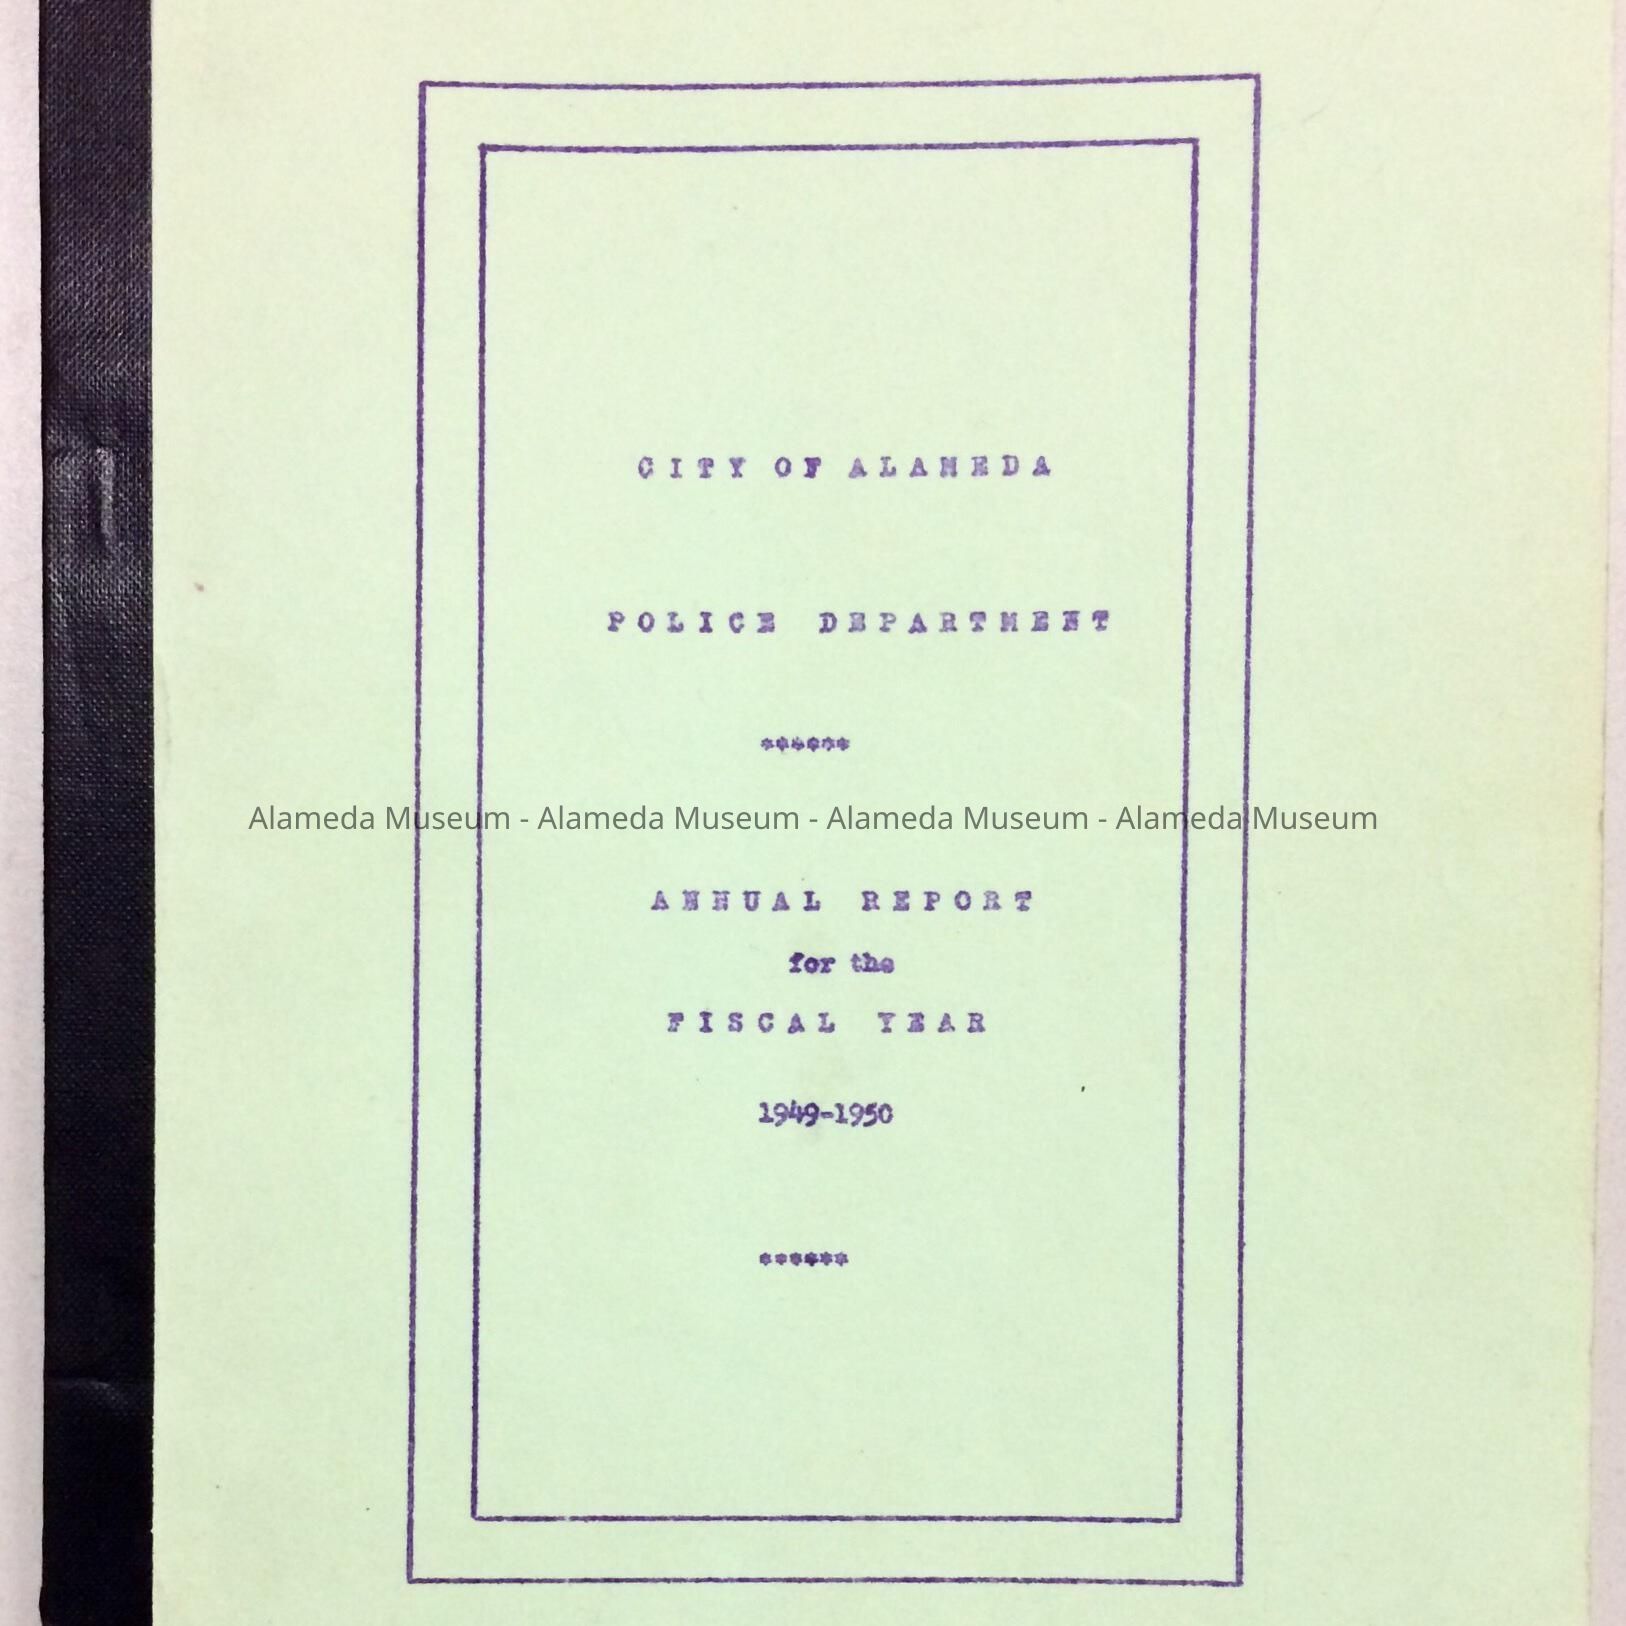 CITY OF ALAMEDA
POLICE DEPARTMENT
******
Alameda Museum - Alameda Museum - Alameda Museum - Alameda Museum
ANNUAL REPORT
for the
FISCAL YEAR
1949-1950
******